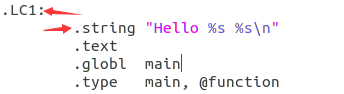 .LC1:
.string "Hello %s %s\n"
.text
.globl main
.type main, @function